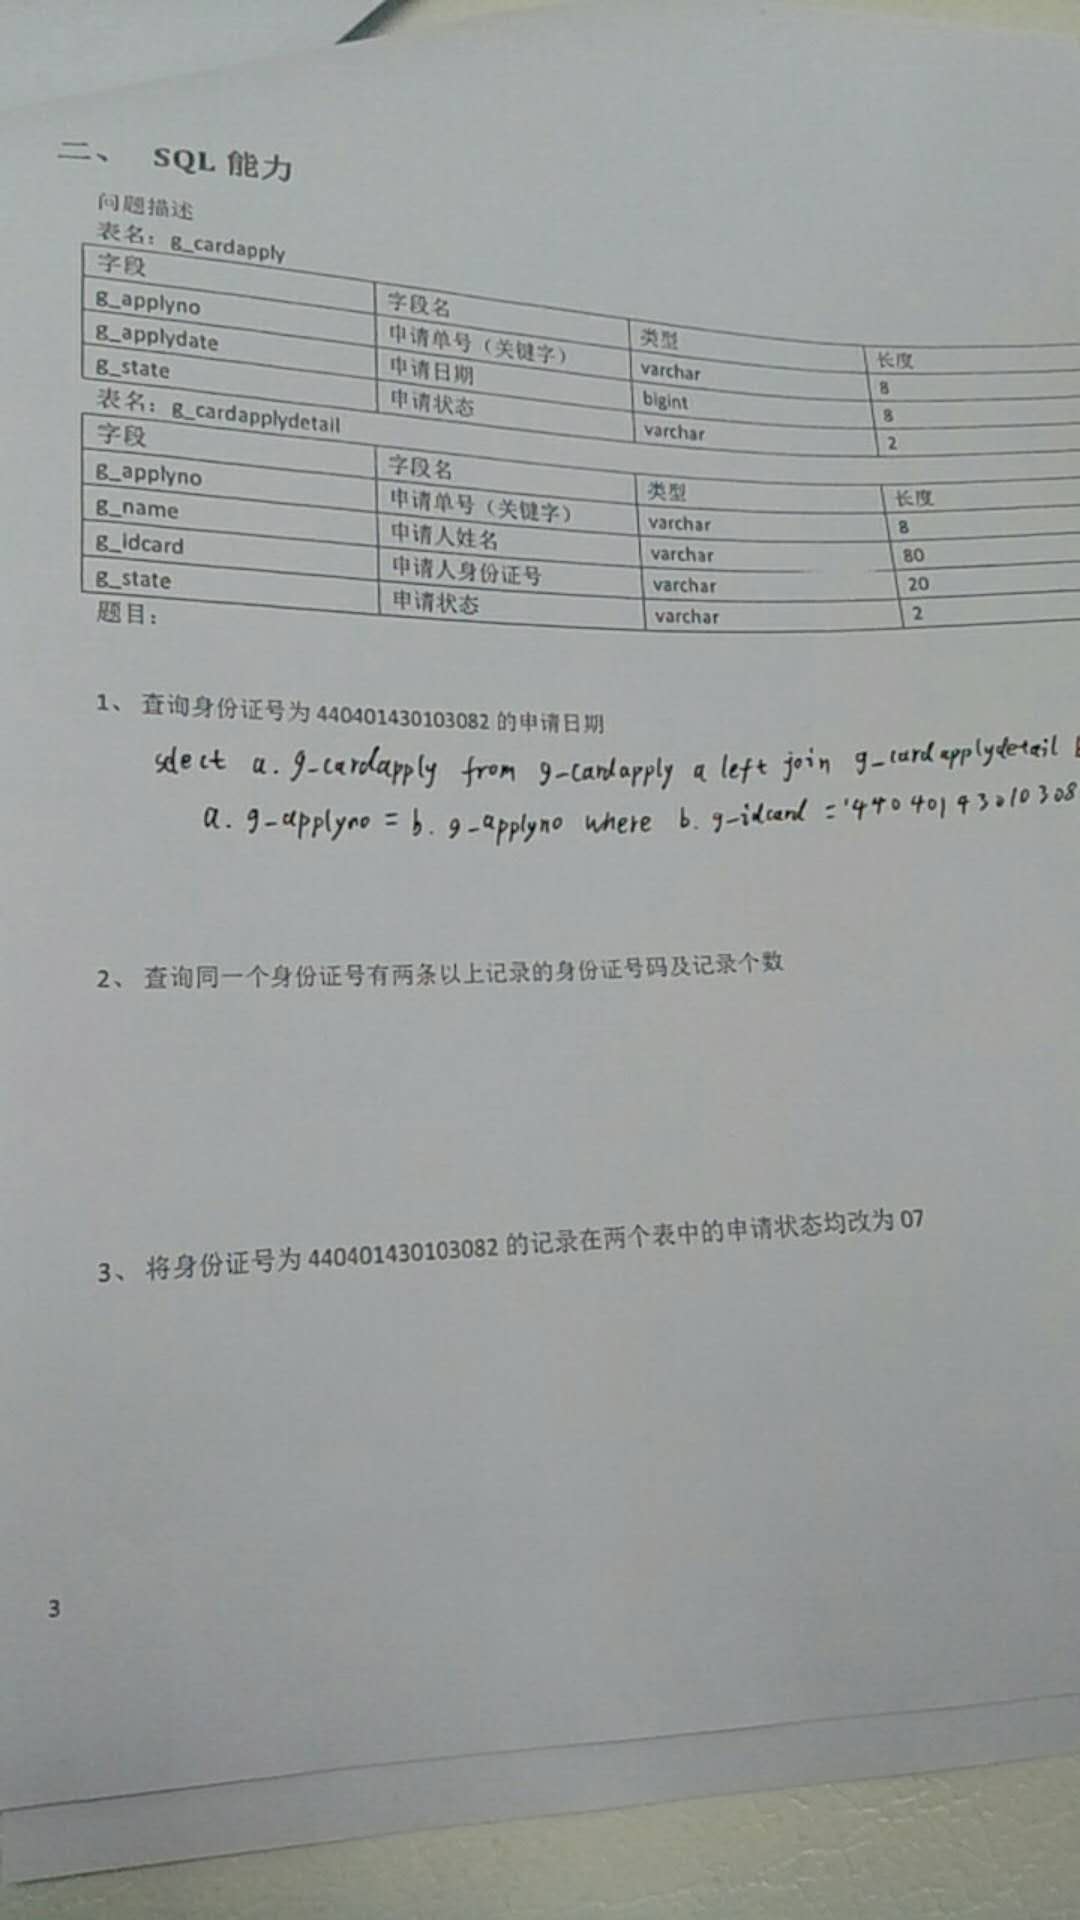 二、 SQL 能力
问题描述
表名：g_cardapply
字段 字段名 类型 长度
g_applyno 申请单号（关键字） varchar 8
g_applydate 申请日期 bigint 8
g_state 申请状态 varchar 2
表名：g_cardapplydetail
字段 字段名 类型 长度
g_applyno 申请单号（关键字） varchar 8
g_name 申请人姓名 varchar 80
g_idcard 申请人身份证号 varchar 20
g_state 申请状态 varchar 2
题目：
1、 查询身份证号为 440401430103082 的申请日期
select a. g-cardapply from g-cardapply a left join g-cardapplydetail
a. g-applyno = b. g-applyno where b. g-idcard = '44040143010308
2、 查询同一个身份证号有两条以上记录的身份证号码及记录个数
3、 将身份证号为 440401430103082 的记录在两个表中的申请状态均改为 07
3